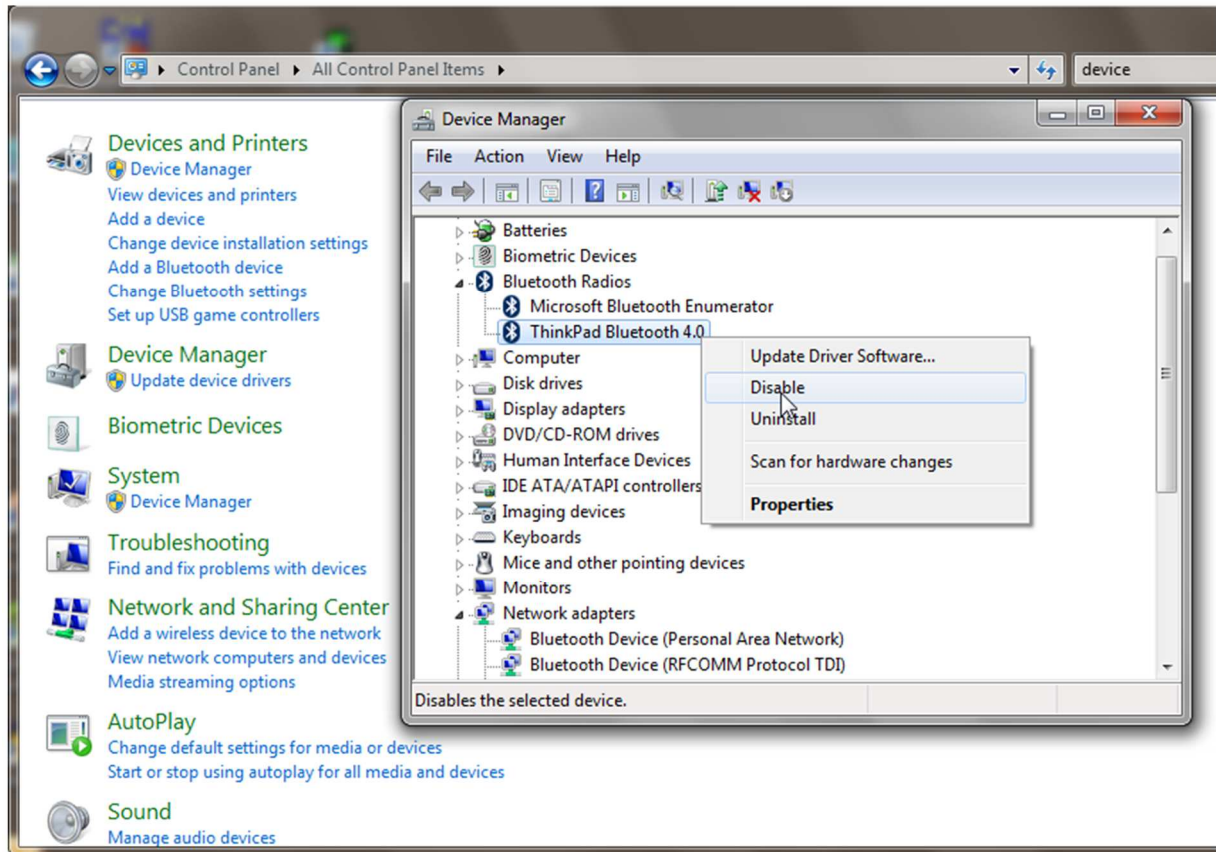 Control Panel ▸ All Control Panel Items ▸
device
Devices and Printers
Device Manager
View devices and printers
Add a device
Change device installation settings
Add a Bluetooth device
Change Bluetooth settings
Set up USB game controllers
Device Manager
Update device drivers
Biometric Devices
System
Device Manager
Troubleshooting
Find and fix problems with devices
Network and Sharing Center
Add a wireless device to the network
View network computers and devices
Media streaming options
AutoPlay
Change default settings for media or devices
Start or stop using autoplay for all media and devices
Sound
Manage audio devices
Device Manager
File Action View Help
Batteries
Biometric Devices
Bluetooth Radios
Microsoft Bluetooth Enumerator
ThinkPad Bluetooth 4.0
Computer
Disk drives
Display adapters
DVD/CD-ROM drives
Human Interface Devices
IDE ATA/ATAPI controllers
Imaging devices
Keyboards
Mice and other pointing devices
Monitors
Network adapters
Bluetooth Device (Personal Area Network)
Bluetooth Device (RFCOMM Protocol TDI)
Disables the selected device.
Update Driver Software...
Disable
Uninstall
Scan for hardware changes
Properties